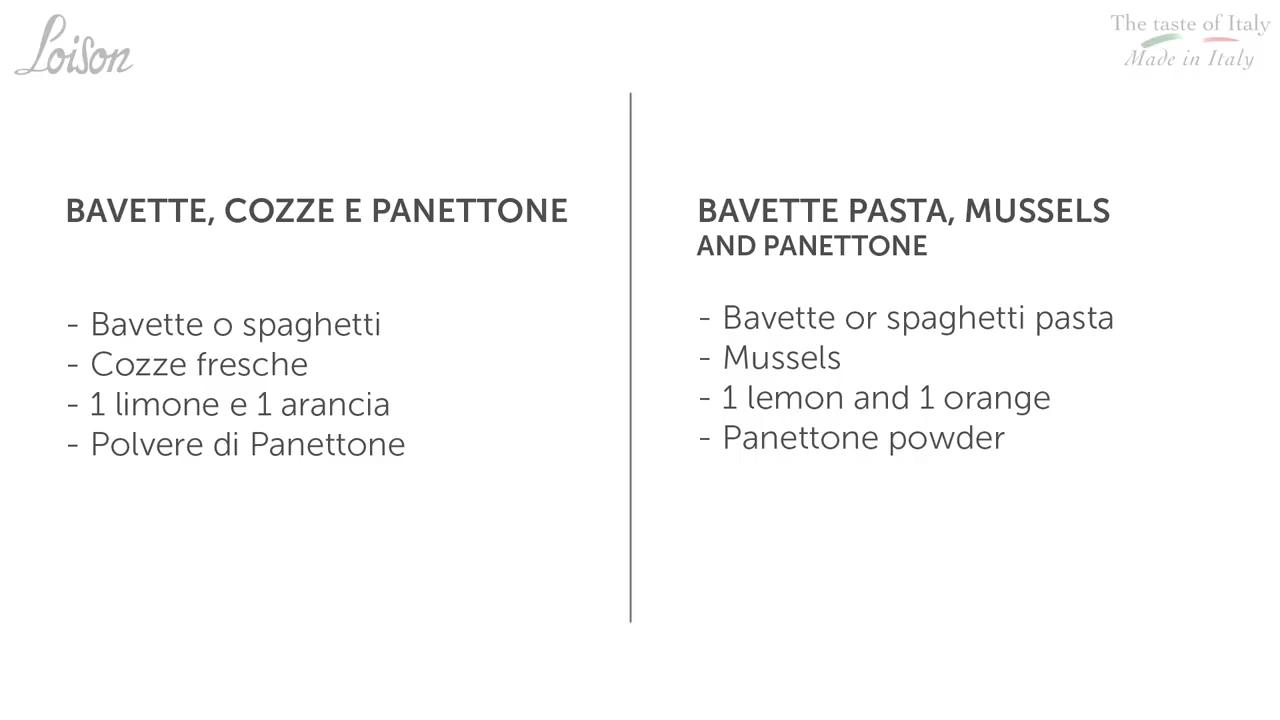 Loison
The taste of Italy
Made in Italy
BAVETTE, COZZE E PANETTONE
- Bavette o spaghetti
- Cozze fresche
- 1 limone e 1 arancia
- Polvere di Panettone
BAVETTE PASTA, MUSSELS
AND PANETTONE
- Bavette or spaghetti pasta
- Mussels
- 1 lemon and 1 orange
- Panettone powder